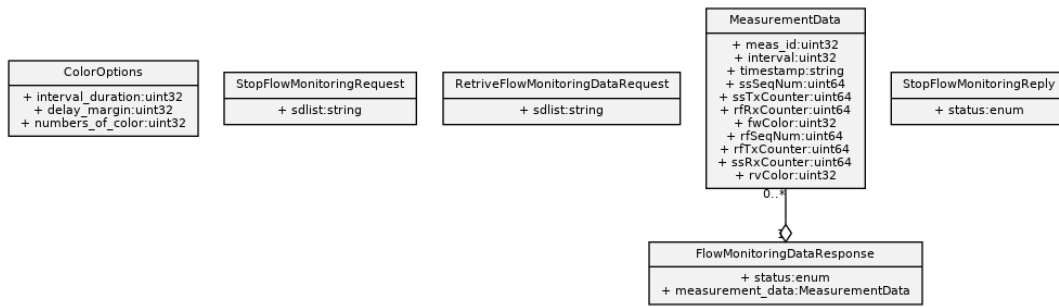 ColorOptions
+ interval_duration:uint32
+ delay_margin:uint32
+ numbers_of_color:uint32
StopFlowMonitoringRequest
+ sdlist:string
RetriveFlowMonitoringDataRequest
+ sdlist:string
MeasurementData
+ meas_id:uint32
+ interval:uint32
+ timestamp:string
+ ssSeqNum:uint64
+ ssTxCounter:uint64
+ rfRxCounter:uint64
+ fwColor:uint32
+ rfSeqNum:uint64
+ rfTxCounter:uint64
+ ssRxCounter:uint64
+ rvColor:uint32
StopFlowMonitoringReply
+ status:enum
0..*
FlowMonitoringDataResponse
+ status:enum
+ measurement_data:MeasurementData